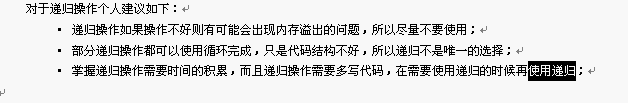 对于递归操作个人建议如下：
• 递归操作如果操作不好则有可能会出现内存溢出的问题，所以尽量不要使用；
• 部分递归操作都可以使用循环完成，只是代码结构不好，所以递归不是唯一的选择；
• 掌握递归操作需要时间的积累，而且递归操作需要多写代码，在需要使用递归的时候再使用递归；